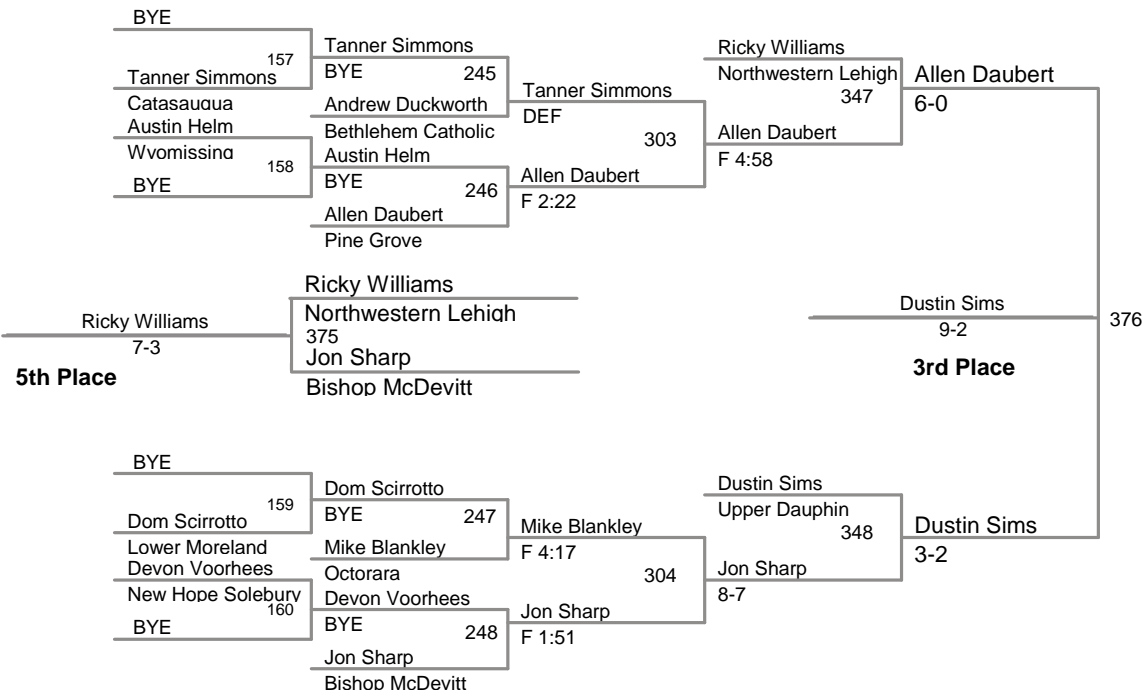 BYE
157
Tanner Simmons
Catasauqua
Austin Helm
Wyomissing
158
BYE
Tanner Simmons
BYE
245
Andrew Duckworth
Bethlehem Catholic
Austin Helm
BYE
246
Allen Daubert
Pine Grove
Tanner Simmons
DEF
303
Allen Daubert
F 2:22
Ricky Williams
Northwestern Lehigh
347
Allen Daubert
F 4:58
Allen Daubert
6-0
Ricky Williams
7-3
5th Place
Ricky Williams
Northwestern Lehigh
375
Jon Sharp
Bishop McDevitt
Dustin Sims
9-2
3rd Place
376
BYE
159
Dom Scirrotto
Lower Moreland
Devon Voorhees
New Hope Solebury
160
BYE
Dom Scirrotto
BYE
247
Mike Blankley
Octorara
Devon Voorhees
BYE
248
Jon Sharp
Bishop McDevitt
Mike Blankley
F 4:17
304
Jon Sharp
F 1:51
Dustin Sims
Upper Dauphin
348
Jon Sharp
8-7
Dustin Sims
3-2